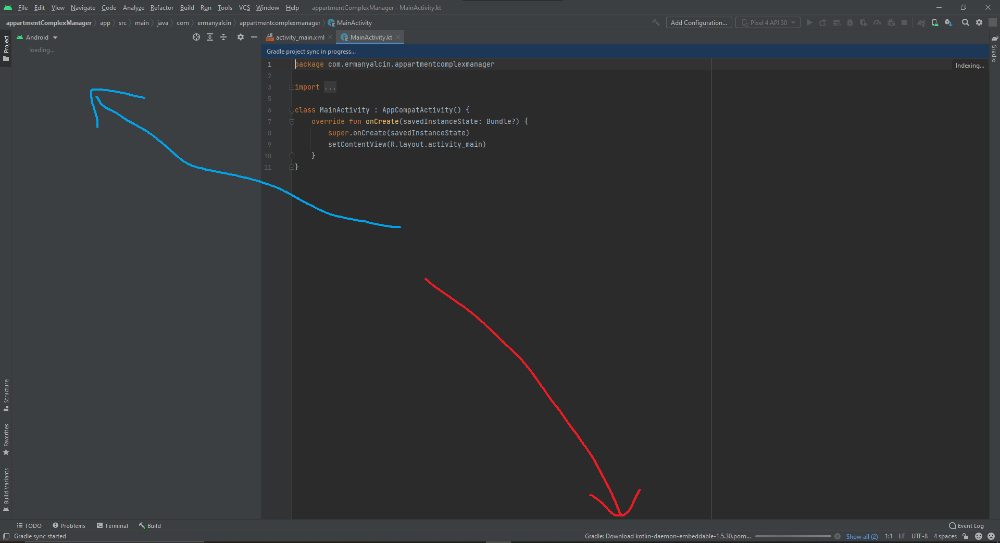 File Edit View Navigate Code Analyze Refactor Build Run Tools VCS Window Help appartmentComplexManager - MainActivity.kt
appartmentComplexManager app src main java com ermanyalcin appartmentcomplexmanager MainActivity Add Configuration... Pixel 4 API 30
Project
Android
activity_main.xml MainActivity.kt
Gradle
loading...
Gradle project sync in progress...
Indexing...
1 package com.ermanyalcin.appartmentcomplexmanager
2
3 import ...
5
6 class MainActivity : AppCompatActivity() {
7 override fun onCreate(savedInstanceState: Bundle?) {
8 super.onCreate(savedInstanceState)
9 setContentView(R.layout.activity_main)
10 }
11 }
Structure
Favorites
Build Variants
TODO Problems Terminal Build Event Log
Gradle sync started Gradle: Download kotlin-daemon-embeddable-1.5.30.pom... Show all (2) 1:1 LF UTF-8 4 spaces